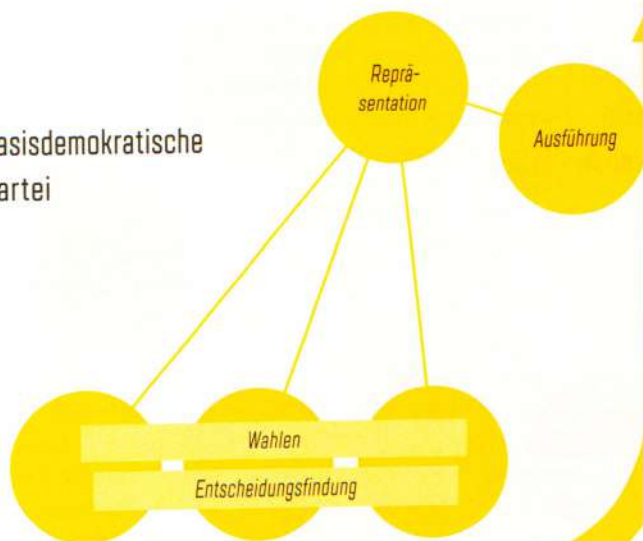 Reprä-
sentation
Ausführung
asisdemokratische
artei
Wahlen
Entscheidungsfindung